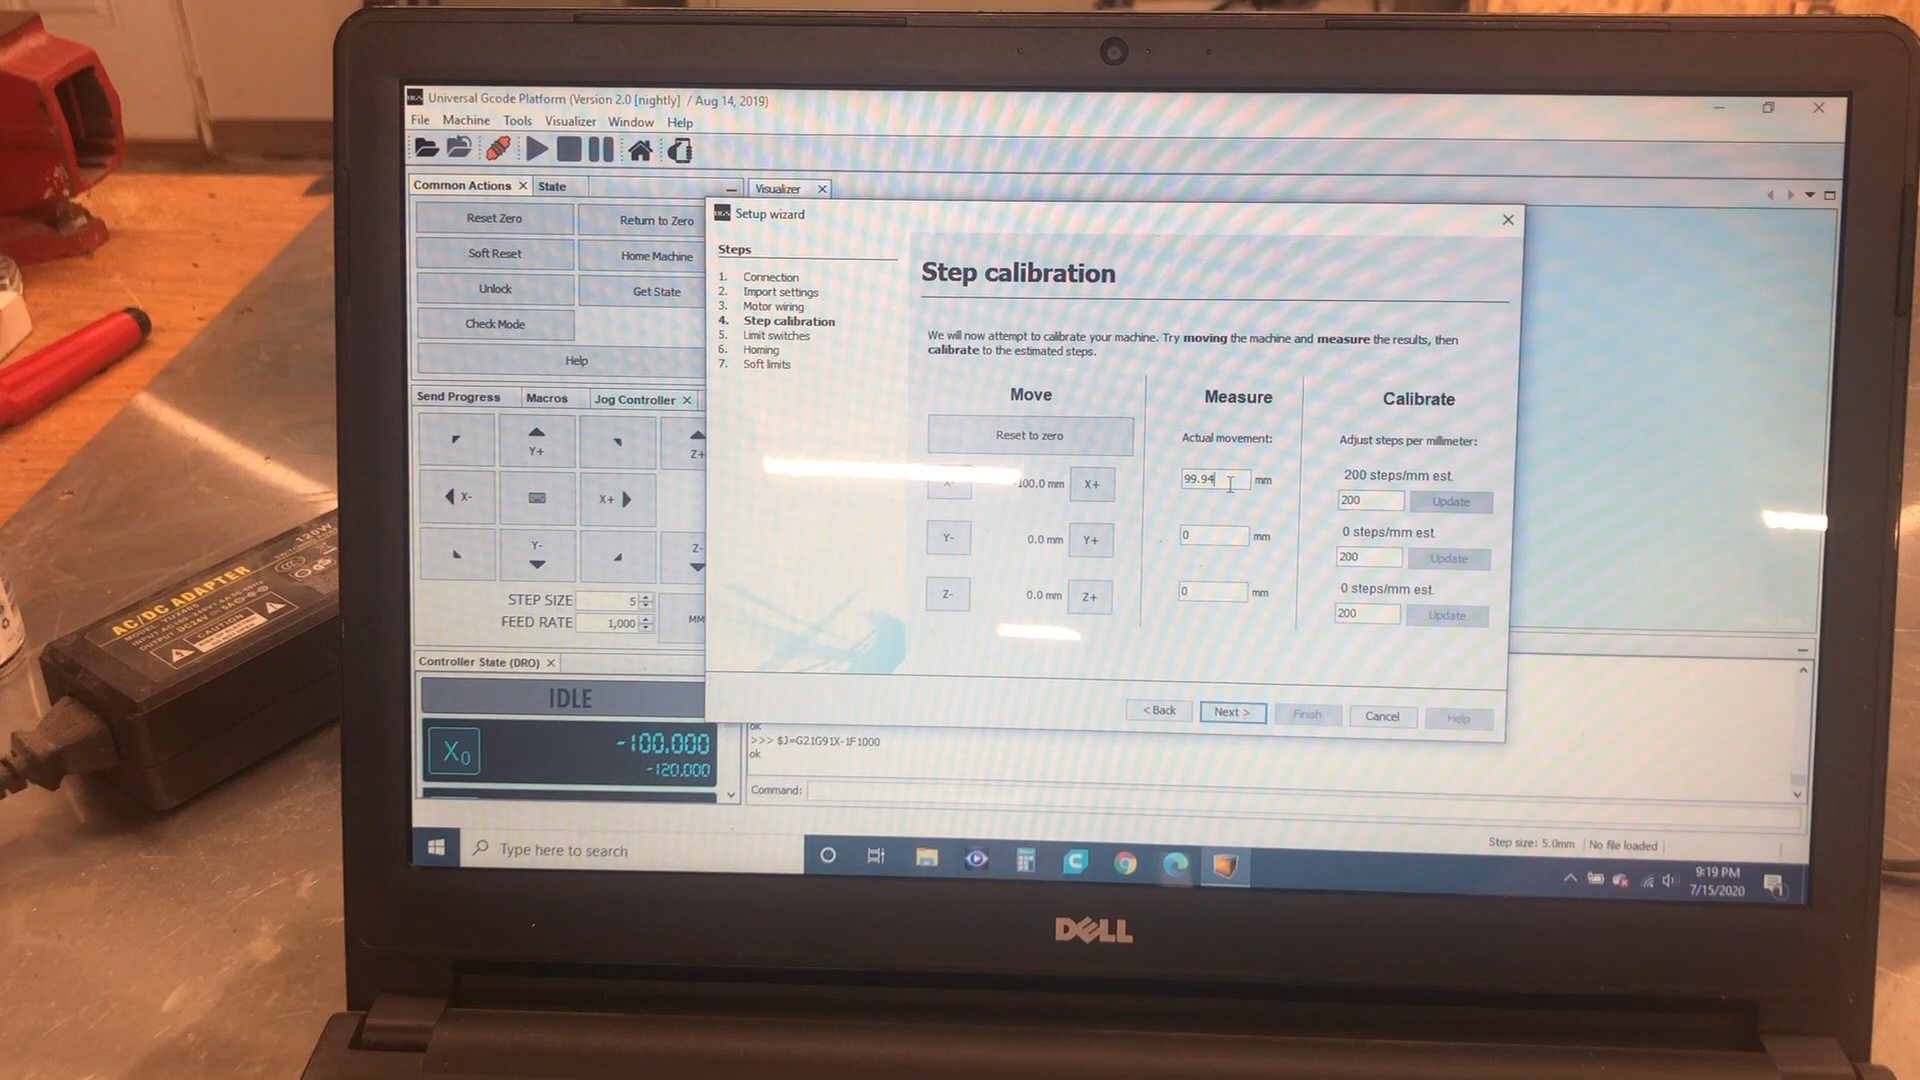 Universal Gcode Platform (Version 2.0 [nightly] / Aug 14, 2019)
File Machine Tools Visualizer Window Help
Common Actions State
Visualizer
Reset Zero Return to Zero
Soft Reset Home Machine
Unlock Get State
Check Mode
Help
Send Progress Macros Jog Controller
Y+ Z+
X- X+
Y- Z-
STEP SIZE 5
FEED RATE 1,000
MM
Controller State (DRO)
IDLE
X0 -100.000
-120.000
Setup wizard
Steps
1. Connection
2. Import settings
3. Motor wiring
4. Step calibration
5. Limit switches
6. Homing
7. Soft limits
Step calibration
We will now attempt to calibrate your machine. Try moving the machine and measure the results, then
calibrate to the estimated steps.
Move Measure Calibrate
Reset to zero Actual movement: Adjust steps per millimeter:
200 steps/mm est.
X- -100.0 mm X+ 99.94 mm
200 Update
0 steps/mm est.
Y- 0.0 mm Y+ 0 mm
200 Update
0 steps/mm est.
Z- 0.0 mm Z+ 0 mm
200 Update
< Back Next > Finish Cancel Help
ok
>>> $J=G21G91X-1F1000
ok
Command:
Step size: 5.0mm No file loaded
Type here to search
9:19 PM
7/15/2020
DELL
120W
AC/DC ADAPTER
CAUTION